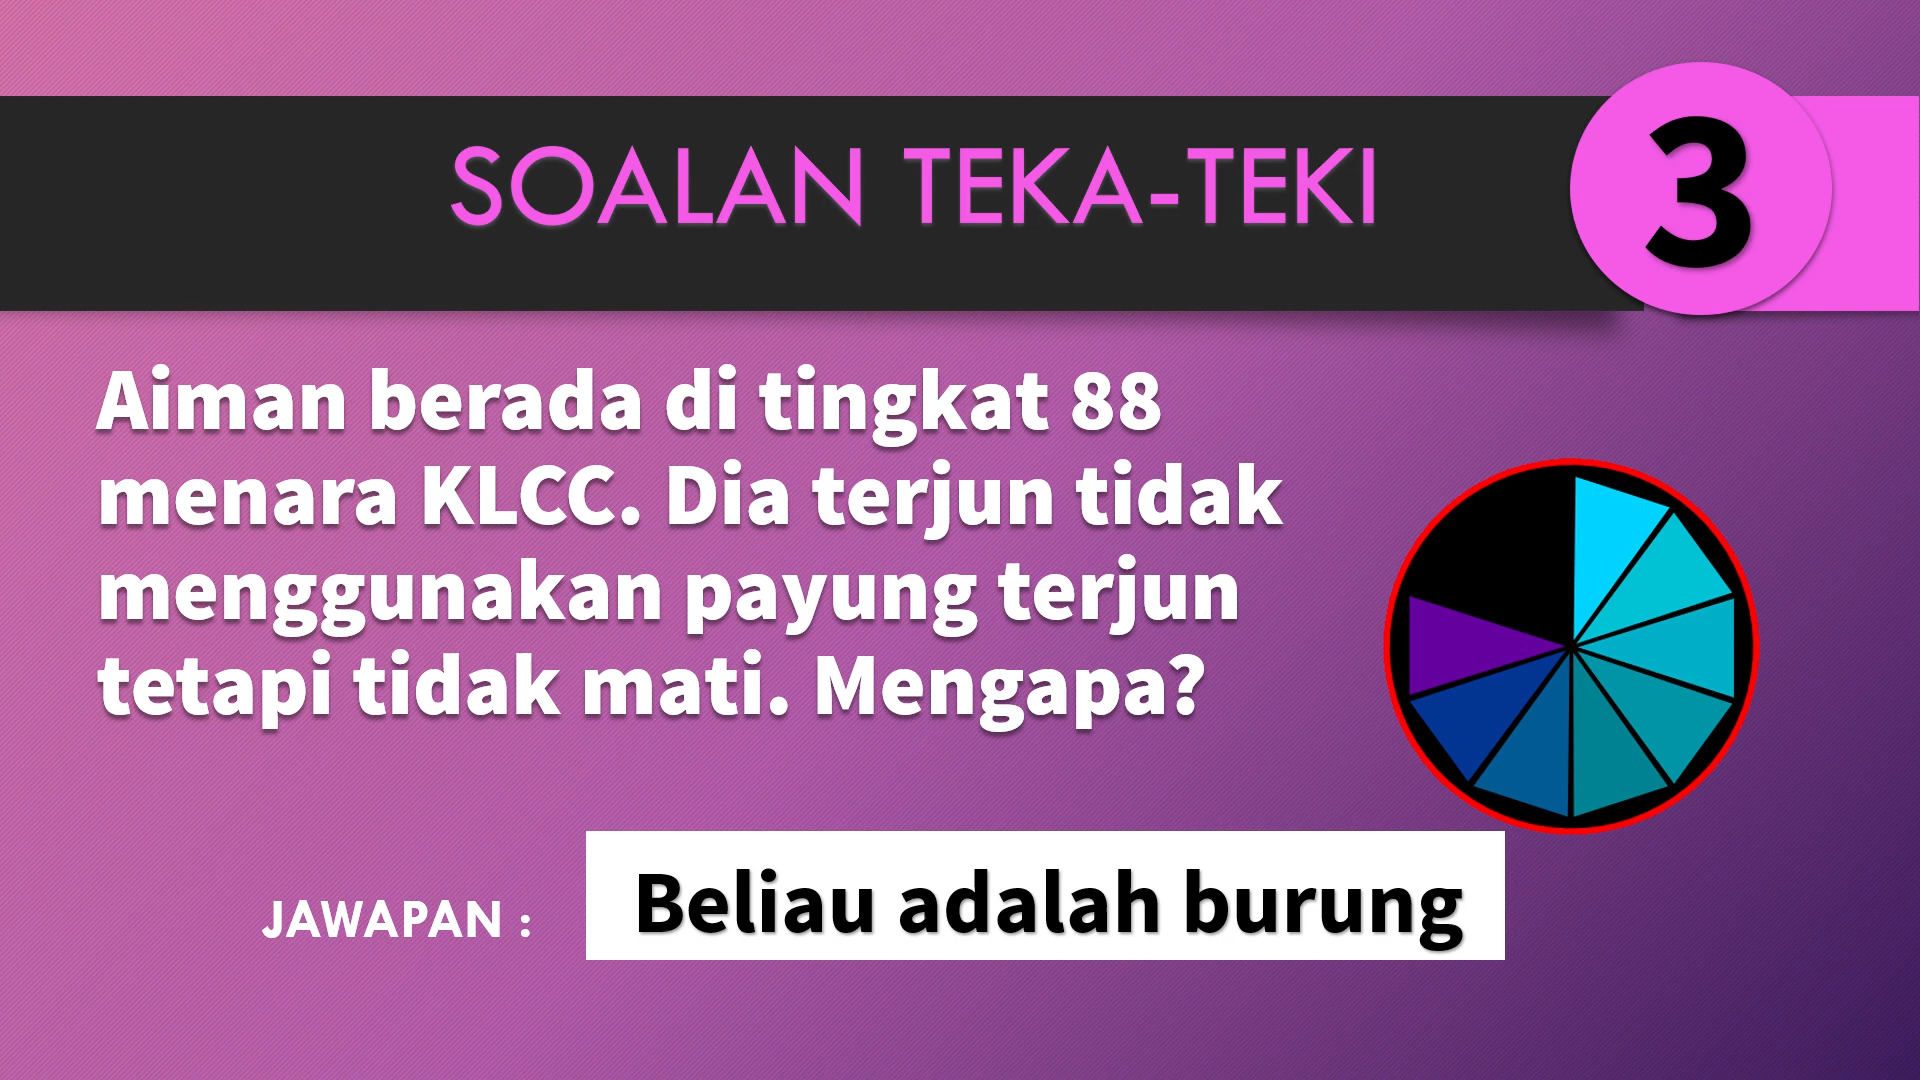 SOALAN TEKA-TEKI
3
Aiman berada di tingkat 88
menara KLCC. Dia terjun tidak
menggunakan payung terjun
tetapi tidak mati. Mengapa?
JAWAPAN :
Beliau adalah burung